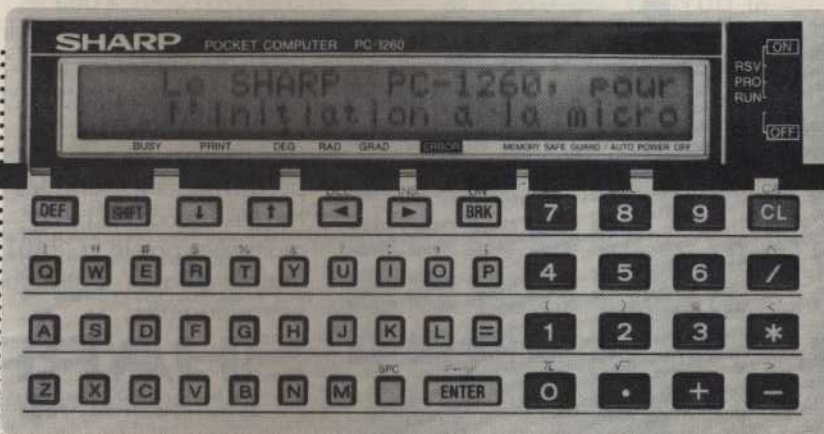 SHARP POCKET COMPUTER PC-1260 ON
RSV
PRO
RUN
OFF
Le SHARP PC-1260, pour
l'initiation a la micro
BUSY PRINT DEG RAD GRAD ERROR MEMORY SAFE GUARD / AUTO POWER OFF
DEF SHIFT ↓ ↑ ◄ ► BRK 7 8 9 CL
! " # $ % &
Q W E R T Y U I O P 4 5 6 /
( ) <
A S D F G H J K L = 1 2 3 *
SPC π √ >
Z X C V B N M ENTER 0 . + -